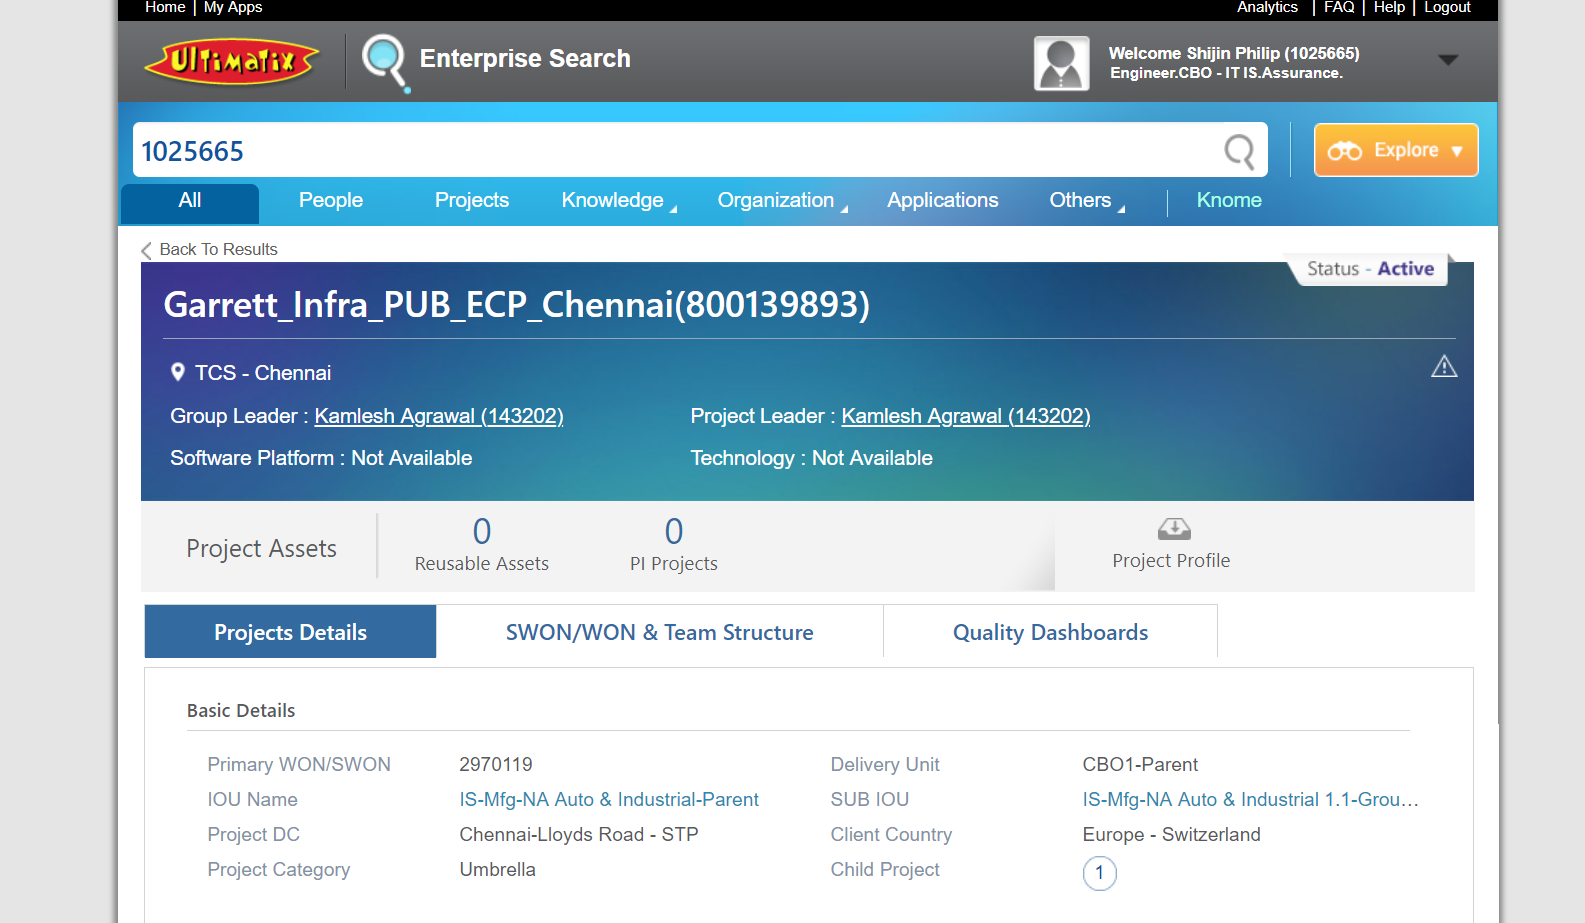 Home | My Apps
Analytics | FAQ | Help | Logout
Ultimatix
Enterprise Search
Welcome Shijin Philip (1025665)
Engineer.CBO - IT IS.Assurance.
1025665
Explore
All People Projects Knowledge Organization Applications Others Knome
Back To Results
Status - Active
Garrett_Infra_PUB_ECP_Chennai(800139893)
TCS - Chennai
Group Leader : Kamlesh Agrawal (143202) Project Leader : Kamlesh Agrawal (143202)
Software Platform : Not Available Technology : Not Available
Project Assets
0
Reusable Assets
0
PI Projects
Project Profile
Projects Details SWON/WON & Team Structure Quality Dashboards
Basic Details
Primary WON/SWON 2970119 Delivery Unit CBO1-Parent
IOU Name IS-Mfg-NA Auto & Industrial-Parent SUB IOU IS-Mfg-NA Auto & Industrial 1.1-Grou...
Project DC Chennai-Lloyds Road - STP Client Country Europe - Switzerland
Project Category Umbrella Child Project 1